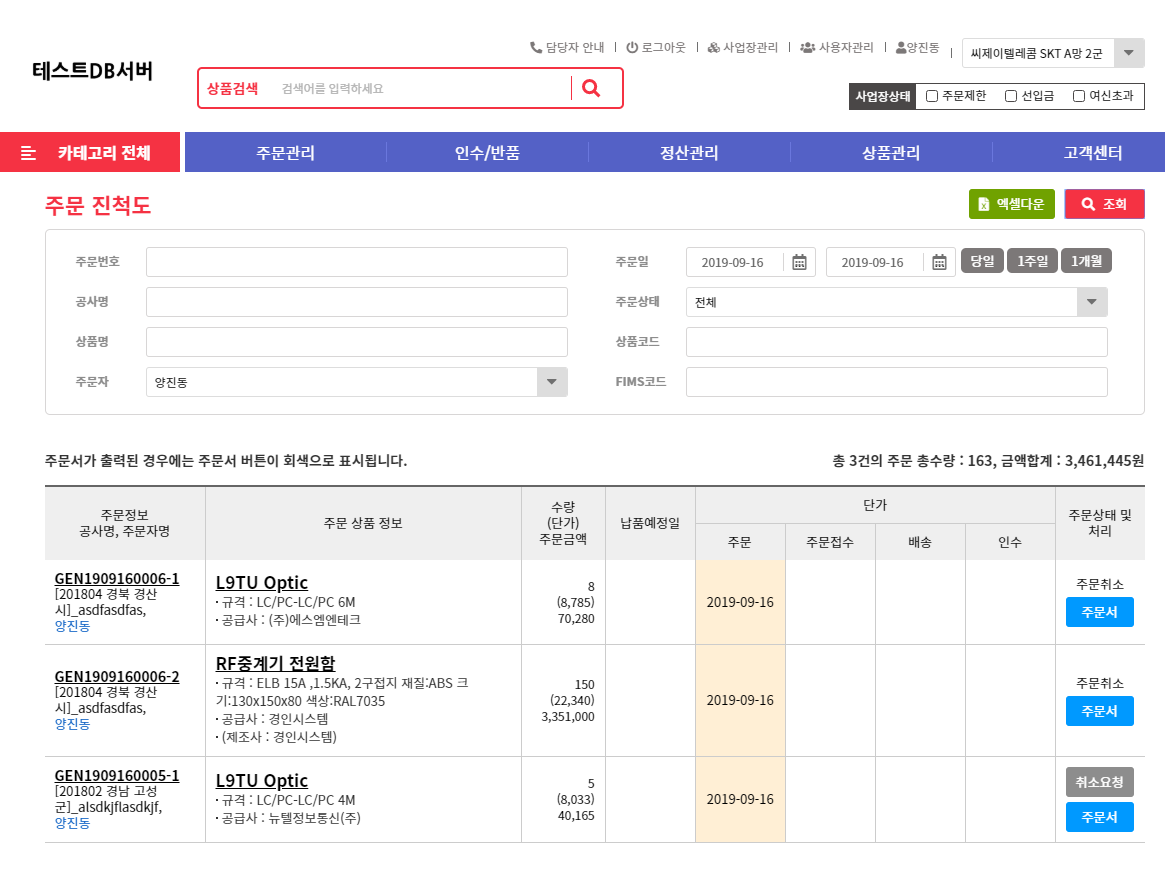 담당자 안내 | 로그아웃 | 사업장관리 | 사용자관리 | 양진동 | 씨제이텔레콤 SKT A망 2군
테스트DB서버
상품검색 검색어를 입력하세요
사업장상태 주문제한 선입금 여신초과
카테고리 전체 주문관리 인수/반품 정산관리 상품관리 고객센터
주문 진척도
엑셀다운 조회
주문번호 주문일 2019-09-16 2019-09-16 당일 1주일 1개월
공사명 주문상태 전체
상품명 상품코드
주문자 양진동 FIMS코드
주문서가 출력된 경우에는 주문서 버튼이 회색으로 표시됩니다.
총 3건의 주문 총수량 : 163, 금액합계 : 3,461,445원
주문정보
공사명, 주문자명
주문 상품 정보
수량
(단가)
주문금액
납품예정일
단가
주문 주문접수 배송 인수
주문상태 및
처리
GEN1909160006-1
[201804 경북 경산
시]_asdfasdfas,
양진동
L9TU Optic
· 규격 : LC/PC-LC/PC 6M
· 공급사 : (주)에스엠엔테크
8
(8,785)
70,280
2019-09-16
주문취소
주문서
GEN1909160006-2
[201804 경북 경산
시]_asdfasdfas,
양진동
RF중계기 전원함
· 규격 : ELB 15A ,1.5KA, 2구접지 재질:ABS 크
기:130x150x80 색상:RAL7035
· 공급사 : 경인시스템
· (제조사 : 경인시스템)
150
(22,340)
3,351,000
2019-09-16
주문취소
주문서
GEN1909160005-1
[201802 경남 고성
군]_alsdkjflasdkjf,
양진동
L9TU Optic
· 규격 : LC/PC-LC/PC 4M
· 공급사 : 뉴텔정보통신(주)
5
(8,033)
40,165
2019-09-16
취소요청
주문서